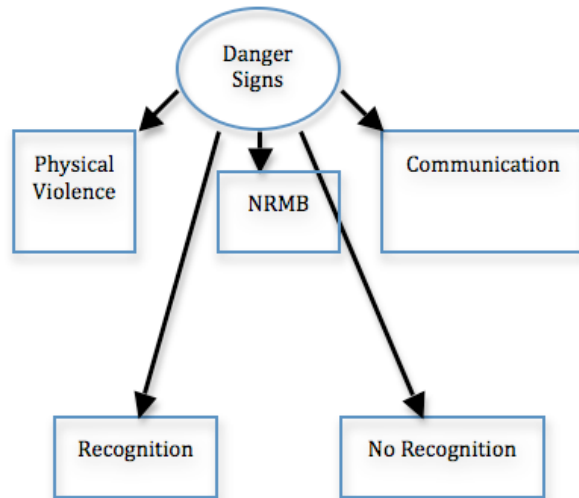 Danger
Signs
Physical
Violence
NRMB
Communication
Recognition
No Recognition